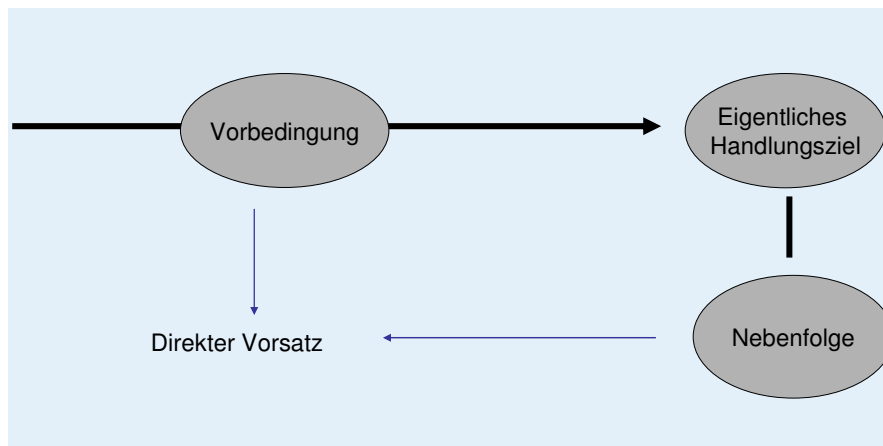 Vorbedingung
Eigentliches
Handlungsziel
Direkter Vorsatz
Nebenfolge